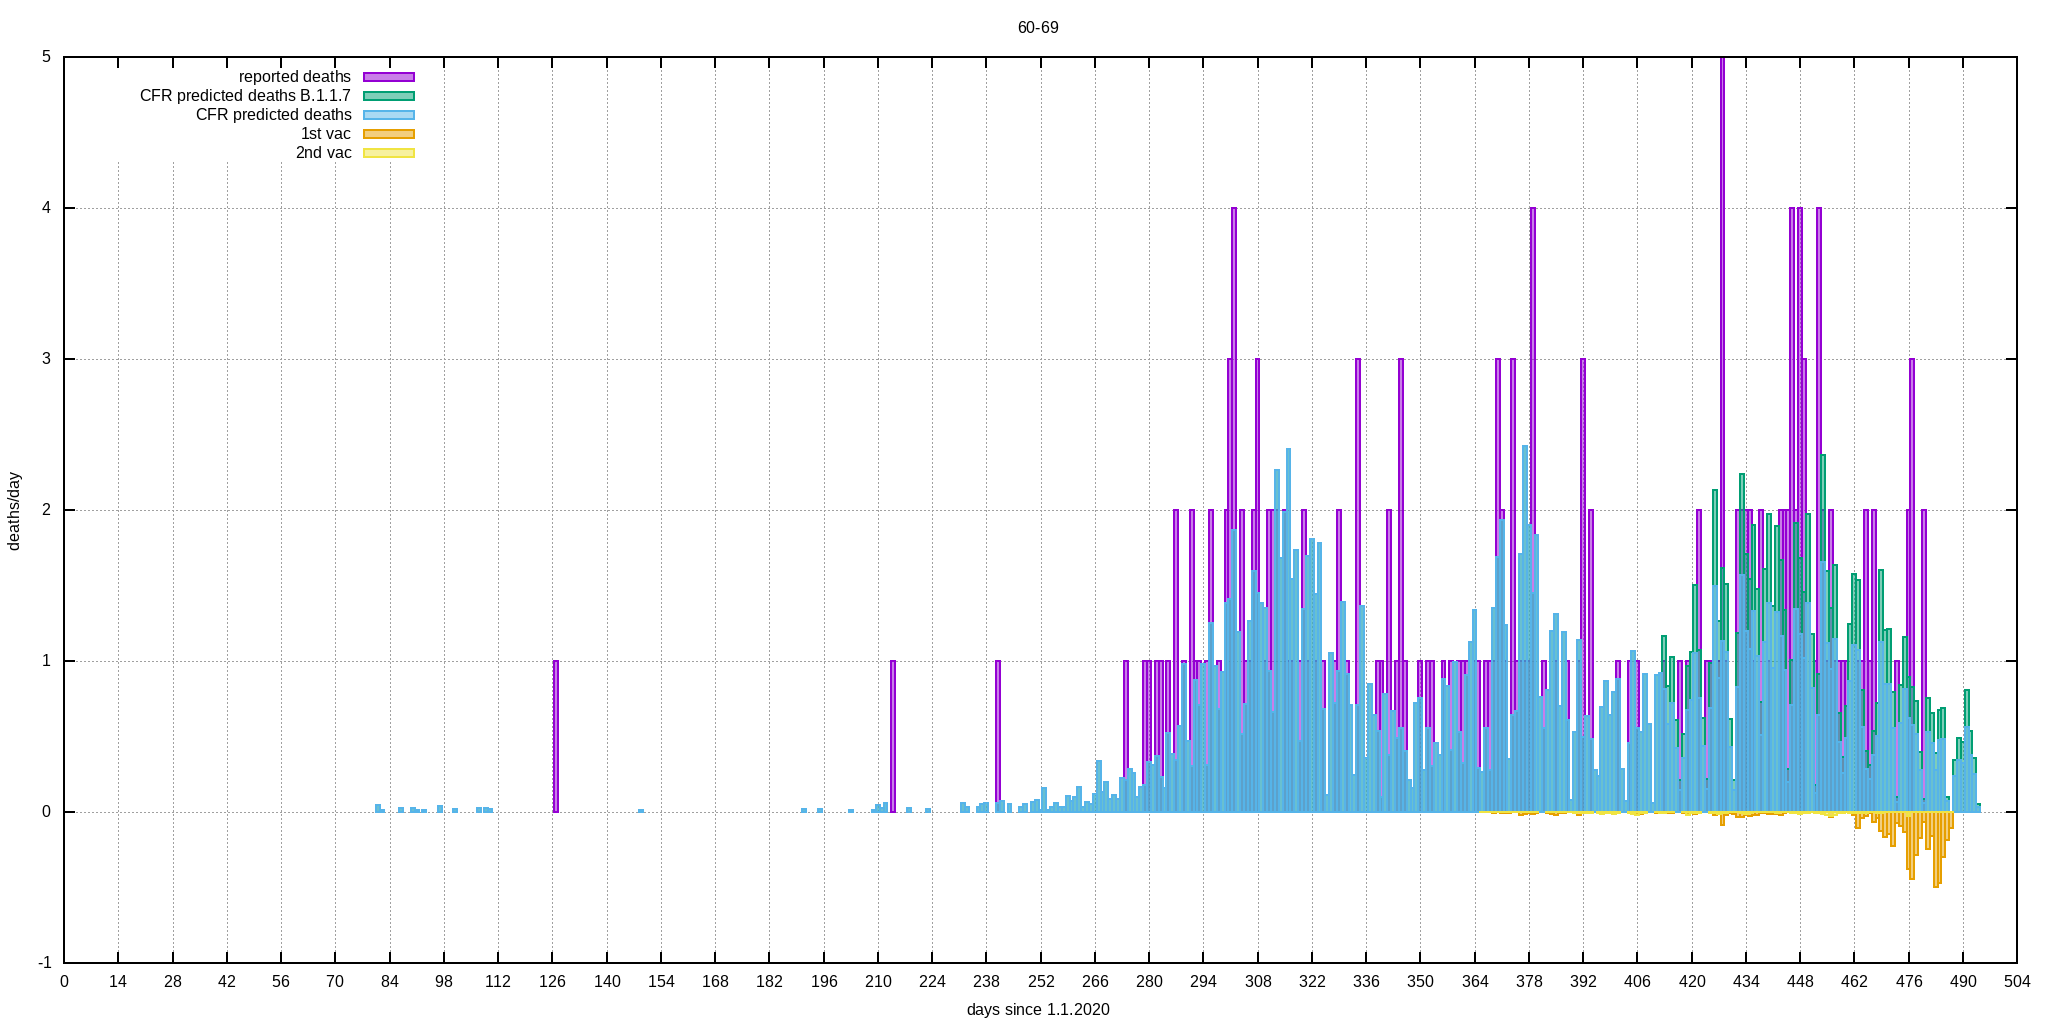 60-69
5
reported deaths
CFR predicted deaths B.1.1.7
CFR predicted deaths
1st vac
2nd vac
4
3
deaths/day
2
1
0
-1
0 14 28 42 56 70 84 98 112 126 140 154 168 182 196 210 224 238 252 266 280 294 308 322 336 350 364 378 392 406 420 434 448 462 476 490 504
days since 1.1.2020